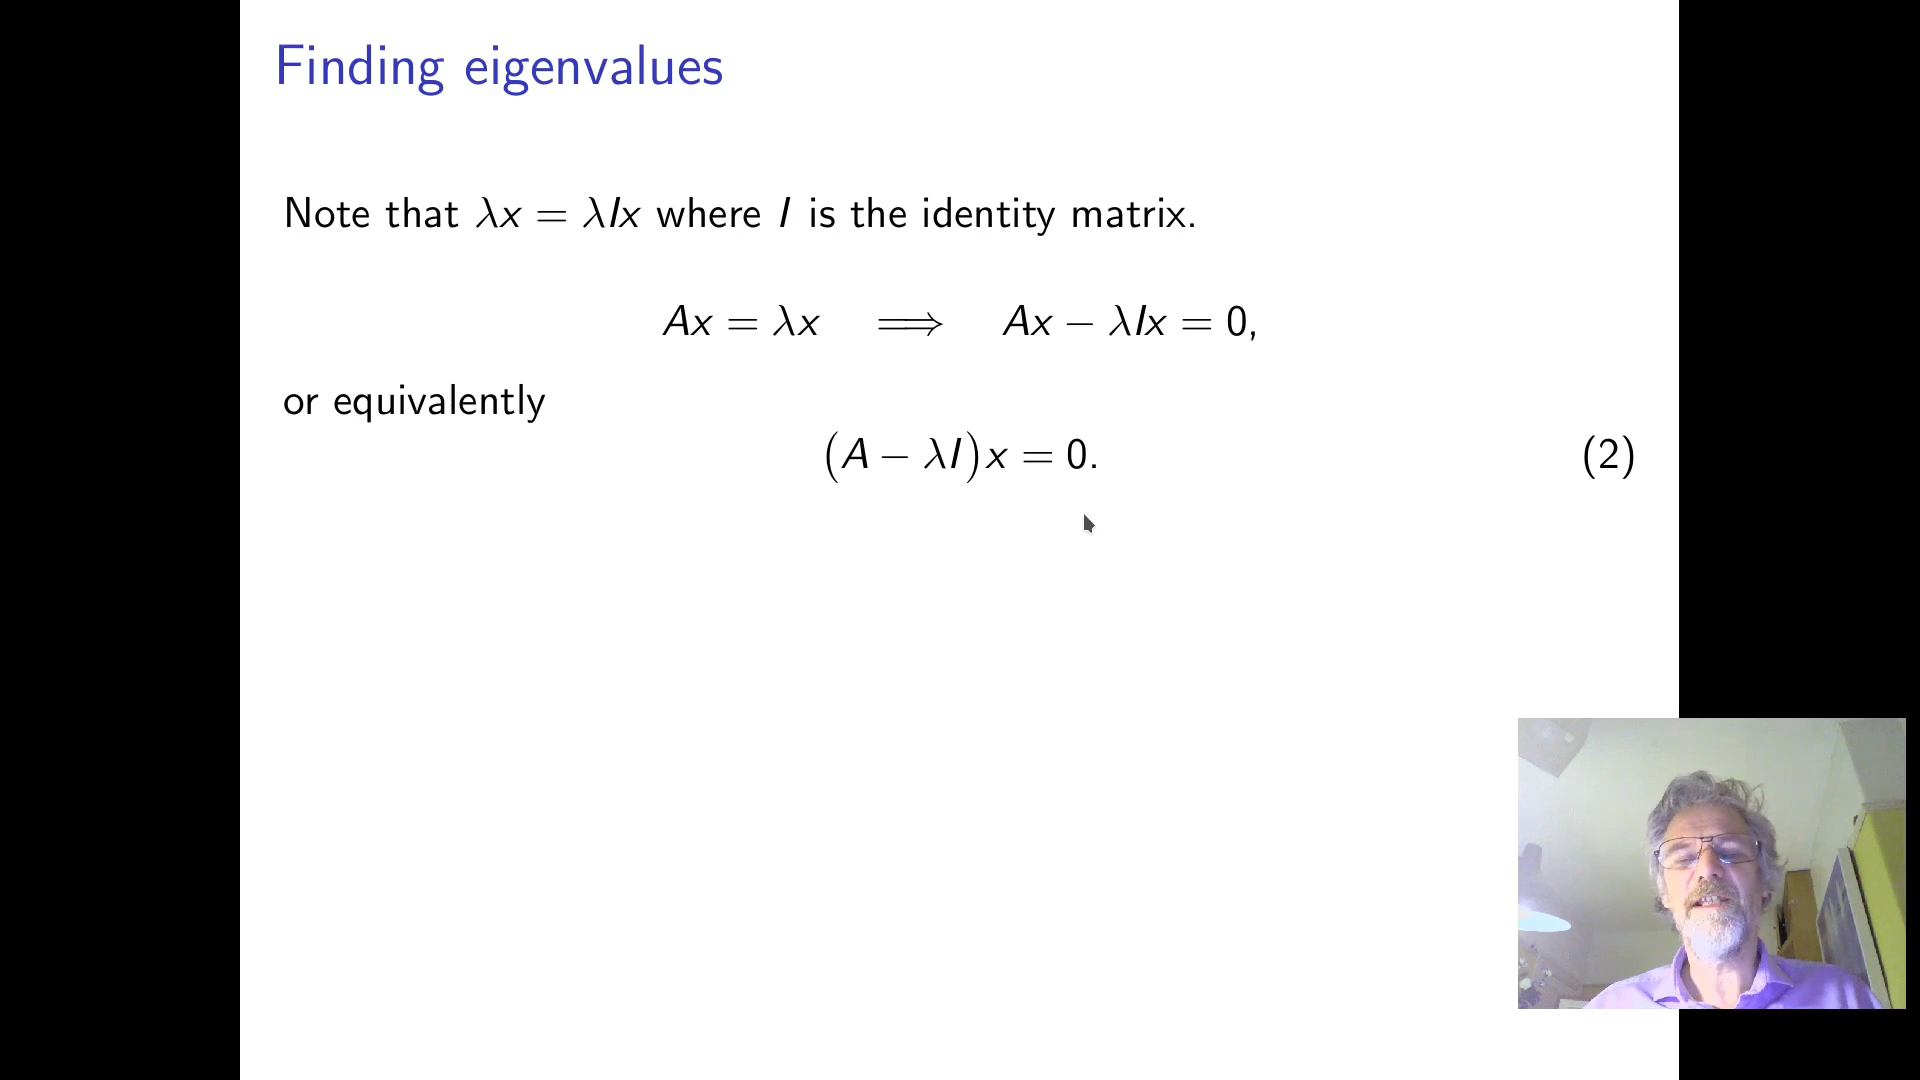 Finding eigenvalues
Note that λx = λIx where I is the identity matrix.
Ax = λx ⟹ Ax − λIx = 0,
or equivalently
(A − λI)x = 0. (2)